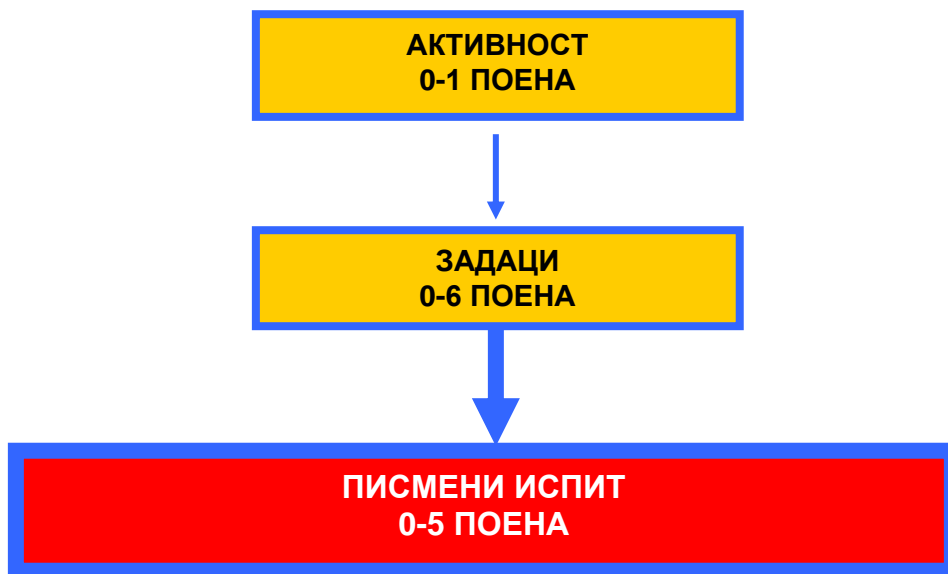 АКТИВНОСТ
0-1 ПОЕНА
ЗАДАЦИ
0-6 ПОЕНА
ПИСМЕНИ ИСПИТ
0-5 ПОЕНА